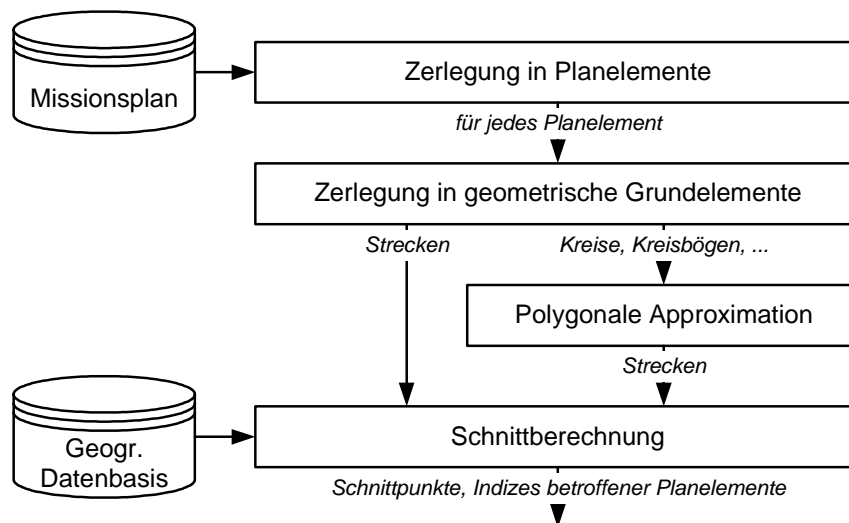 Missionsplan
Zerlegung in Planelemente
für jedes Planelement
Zerlegung in geometrische Grundelemente
Strecken
Kreise, Kreisbögen, ...
Polygonale Approximation
Strecken
Geogr.
Datenbasis
Schnittberechnung
Schnittpunkte, Indizes betroffener Planelemente